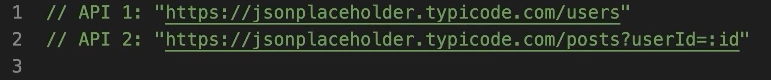 1 // API 1: "https://jsonplaceholder.typicode.com/users"
2 // API 2: "https://jsonplaceholder.typicode.com/posts?userId=:id"
3